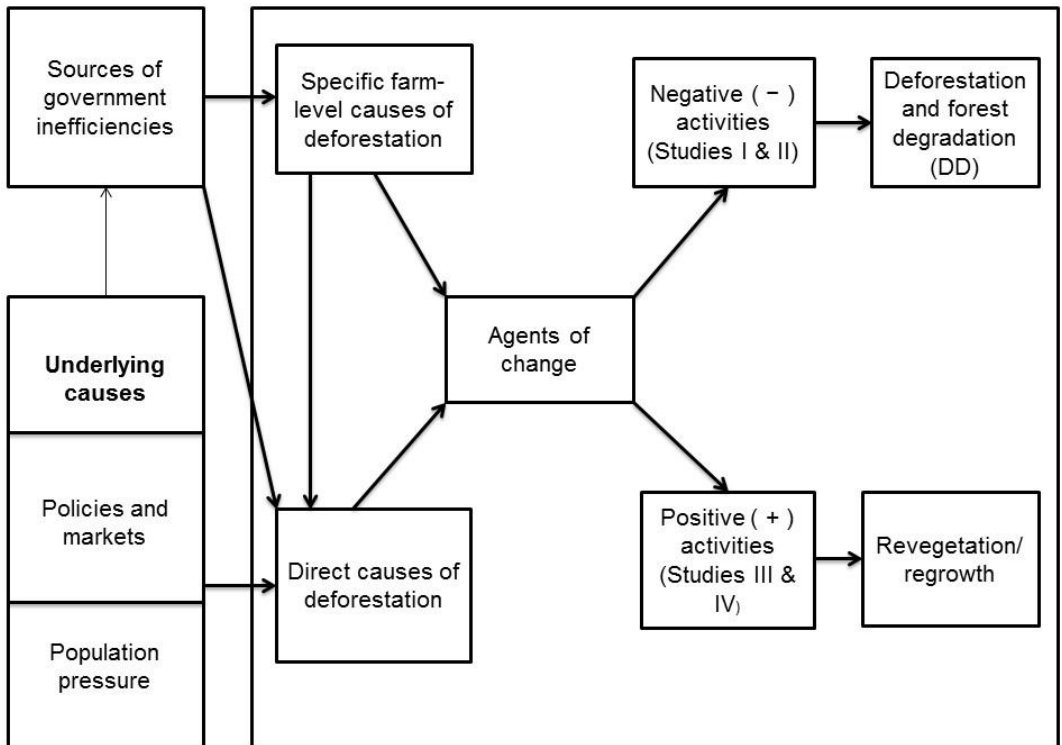 Sources of
government
inefficiencies
Specific farm-
level causes of
deforestation
Negative ( − )
activities
(Studies I & II)
Deforestation
and forest
degradation
(DD)
Underlying
causes
Agents of
change
Policies and
markets
Direct causes of
deforestation
Positive ( + )
activities
(Studies III &
IV)
Revegetation/
regrowth
Population
pressure